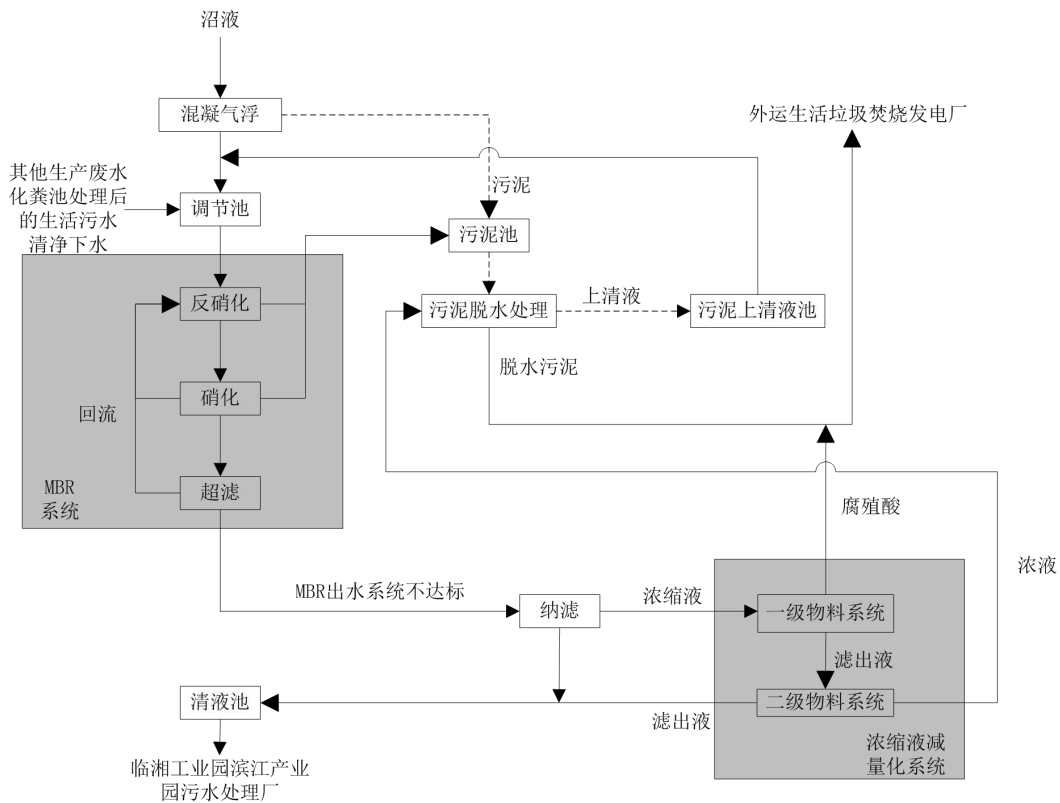 沼液
混凝气浮
外运生活垃圾焚烧发电厂
其他生产废水
化粪池处理后
的生活污水
清净下水
调节池
污泥
污泥池
反硝化
污泥脱水处理
上清液
污泥上清液池
脱水污泥
硝化
回流
超滤
MBR
系统
腐殖酸
浓液
MBR出水系统不达标
纳滤
浓缩液
一级物料系统
滤出液
清液池
二级物料系统
滤出液
浓缩液减
量化系统
临湘工业园滨江产业
园污水处理厂